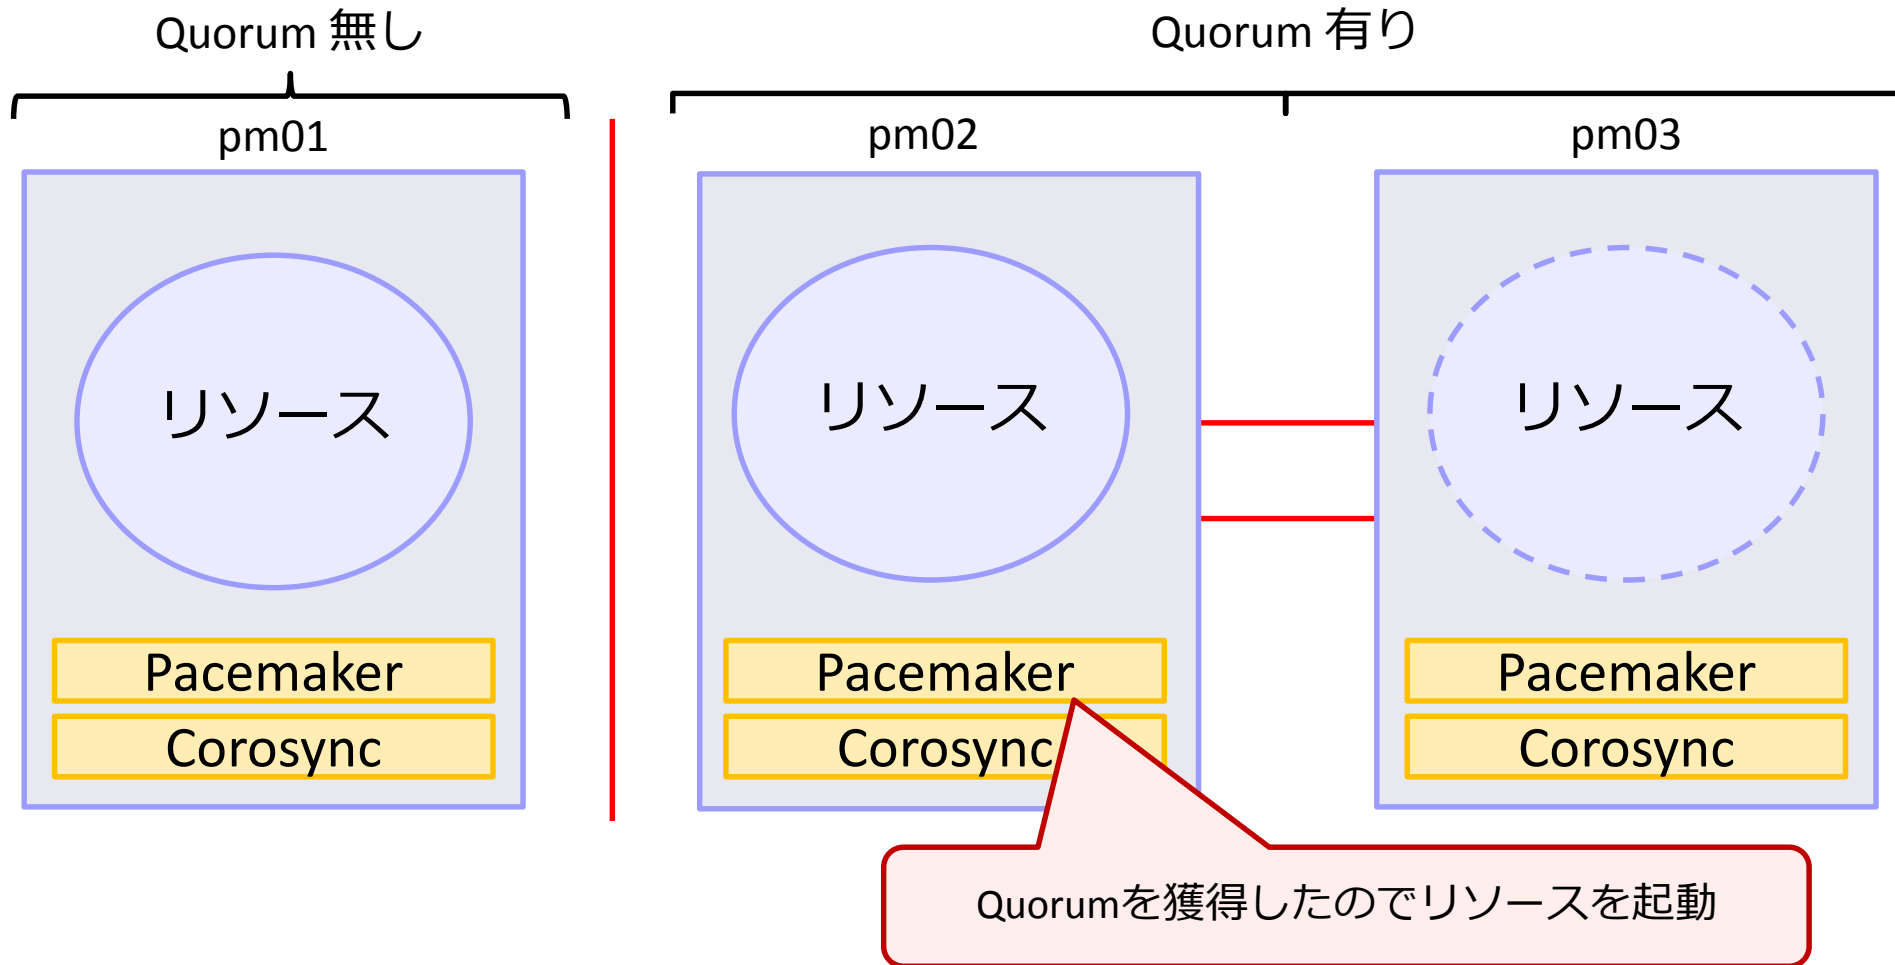 Quorum 無し
Quorum 有り
pm01
pm02
pm03
リソース
リソース
リソース
Pacemaker
Pacemaker
Pacemaker
Corosync
Corosync
Corosync
Quorumを獲得したのでリソースを起動